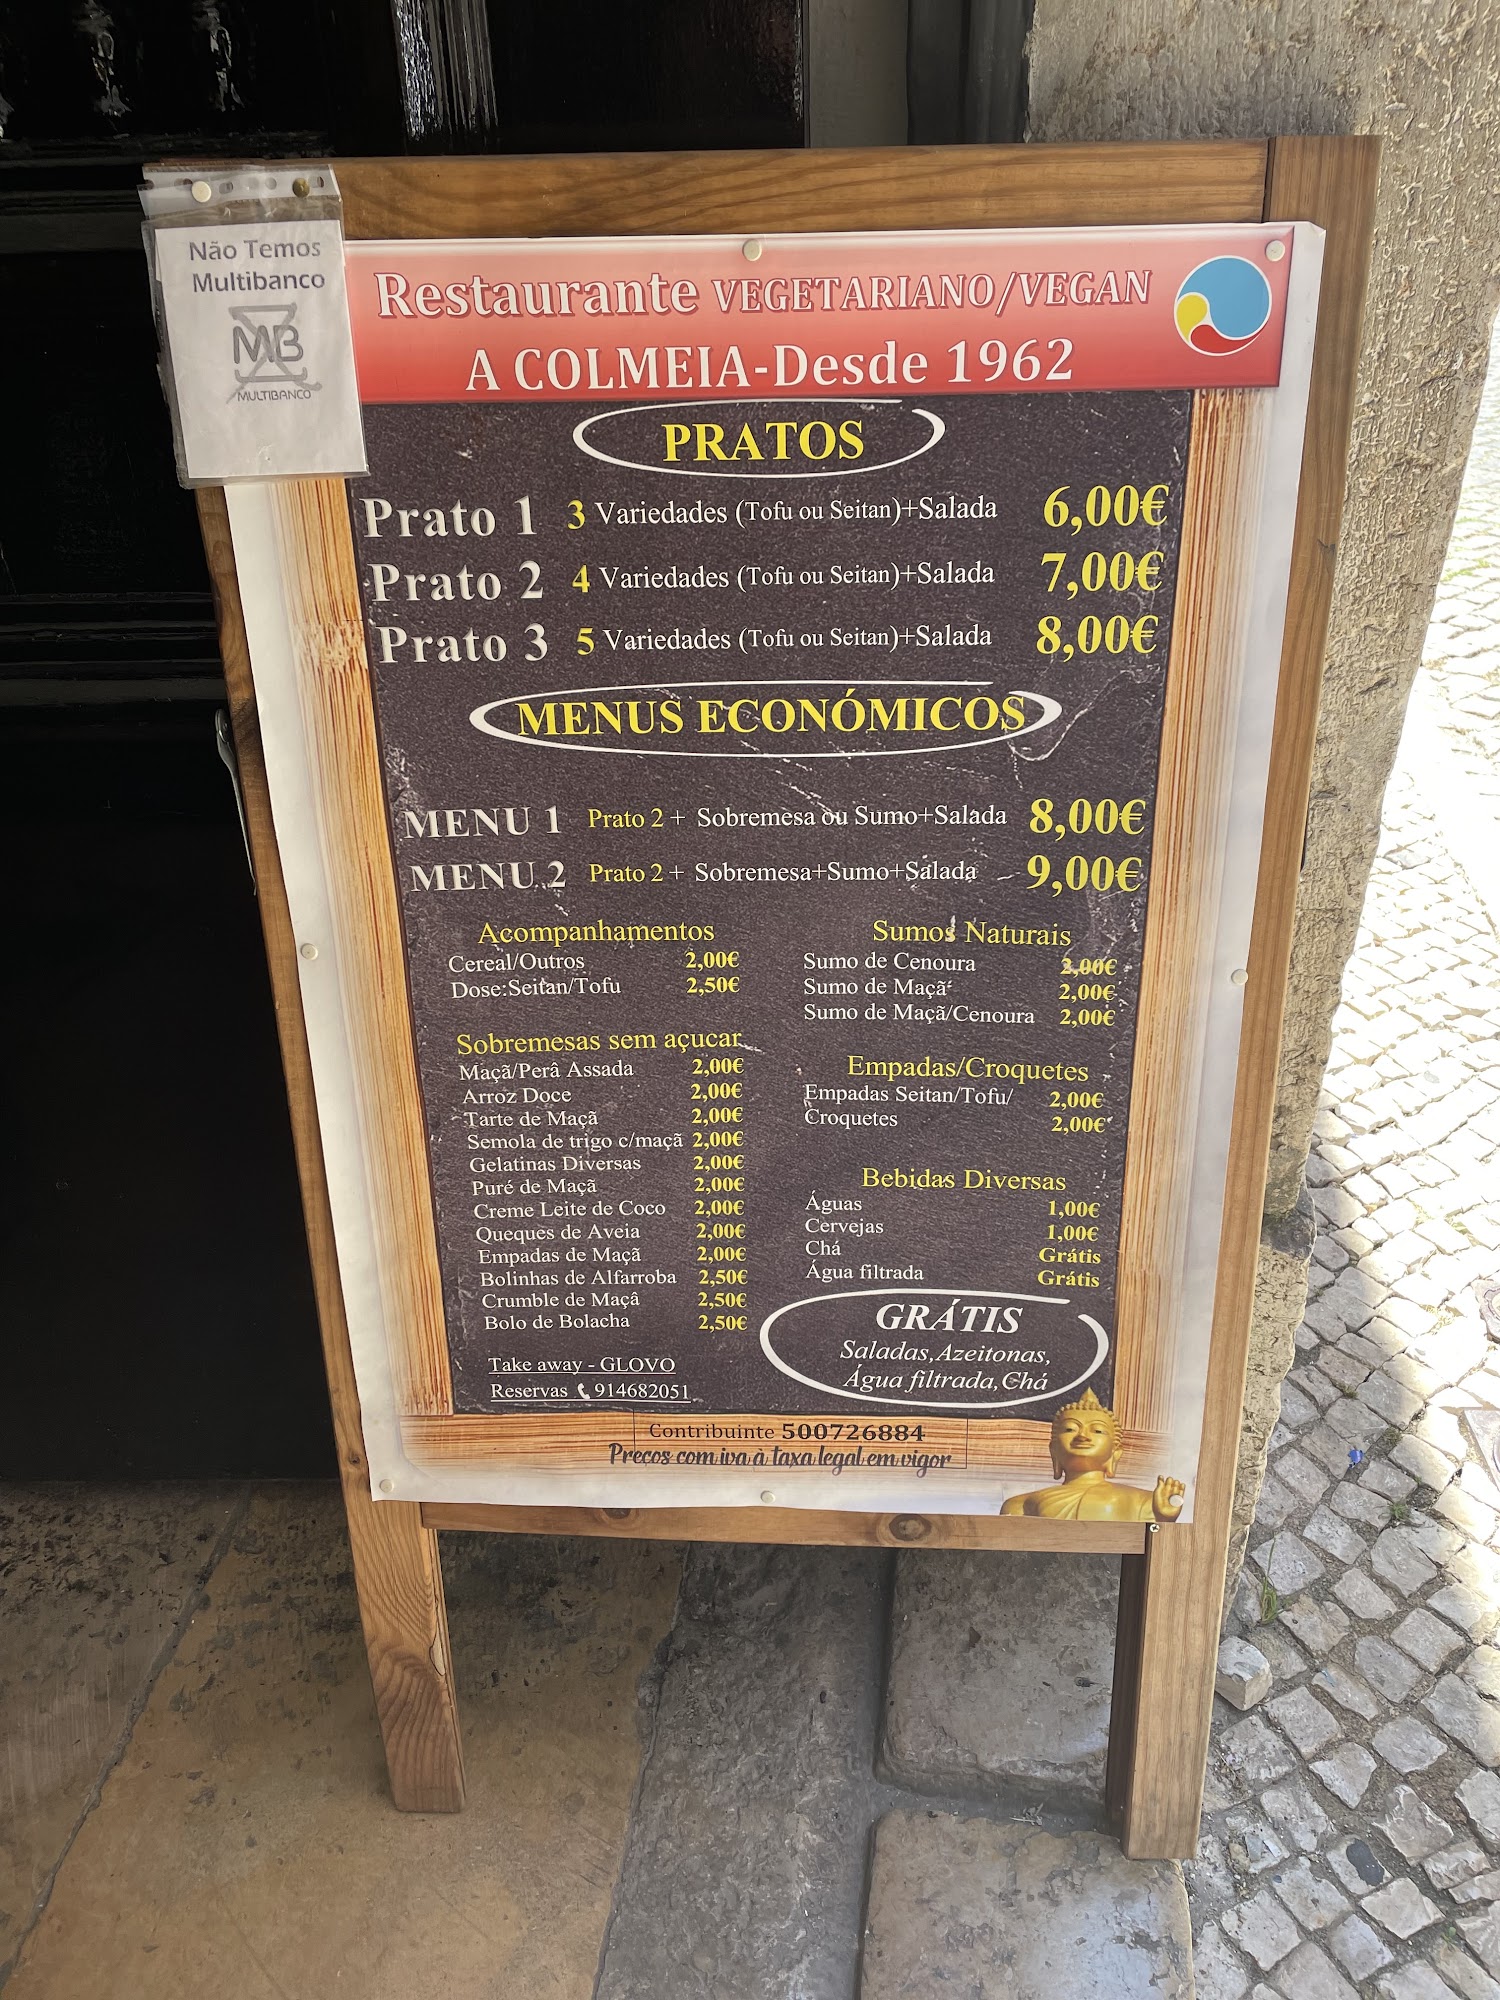 Não Temos
Multibanco
MB
MULTIBANCO
Restaurante VEGETARIANO/VEGAN
A COLMEIA-Desde 1962
PRATOS
Prato 1 3 Variedades (Tofu ou Seitan)+Salada 6,00€
Prato 2 4 Variedades (Tofu ou Seitan)+Salada 7,00€
Prato 3 5 Variedades (Tofu ou Seitan)+Salada 8,00€
MENUS ECONÓMICOS
MENU 1 Prato 2 + Sobremesa ou Sumo+Salada 8,00€
MENU 2 Prato 2 + Sobremesa+Sumo+Salada 9,00€
Acompanhamentos
Cereal/Outros 2,00€
Dose:Seitan/Tofu 2,50€
Sobremesas sem açucar
Maçã/Perâ Assada 2,00€
Arroz Doce 2,00€
Tarte de Maçã 2,00€
Semola de trigo c/maçã 2,00€
Gelatinas Diversas 2,00€
Puré de Maçã 2,00€
Creme Leite de Coco 2,00€
Queques de Aveia 2,00€
Empadas de Maçã 2,00€
Bolinhas de Alfarroba 2,50€
Crumble de Maçâ 2,50€
Bolo de Bolacha 2,50€
Take away - GLOVO
Reservas 914682051
Sumos Naturais
Sumo de Cenoura 2,00€
Sumo de Maçã 2,00€
Sumo de Maçã/Cenoura 2,00€
Empadas/Croquetes
Empadas Seitan/Tofu/ 2,00€
Croquetes 2,00€
Bebidas Diversas
Águas 1,00€
Cervejas 1,00€
Chá Grátis
Água filtrada Grátis
GRÁTIS
Saladas,Azeitonas,
Água filtrada,Chá
Contribuinte 500726884
Precos com iva à taxa legal em vigor